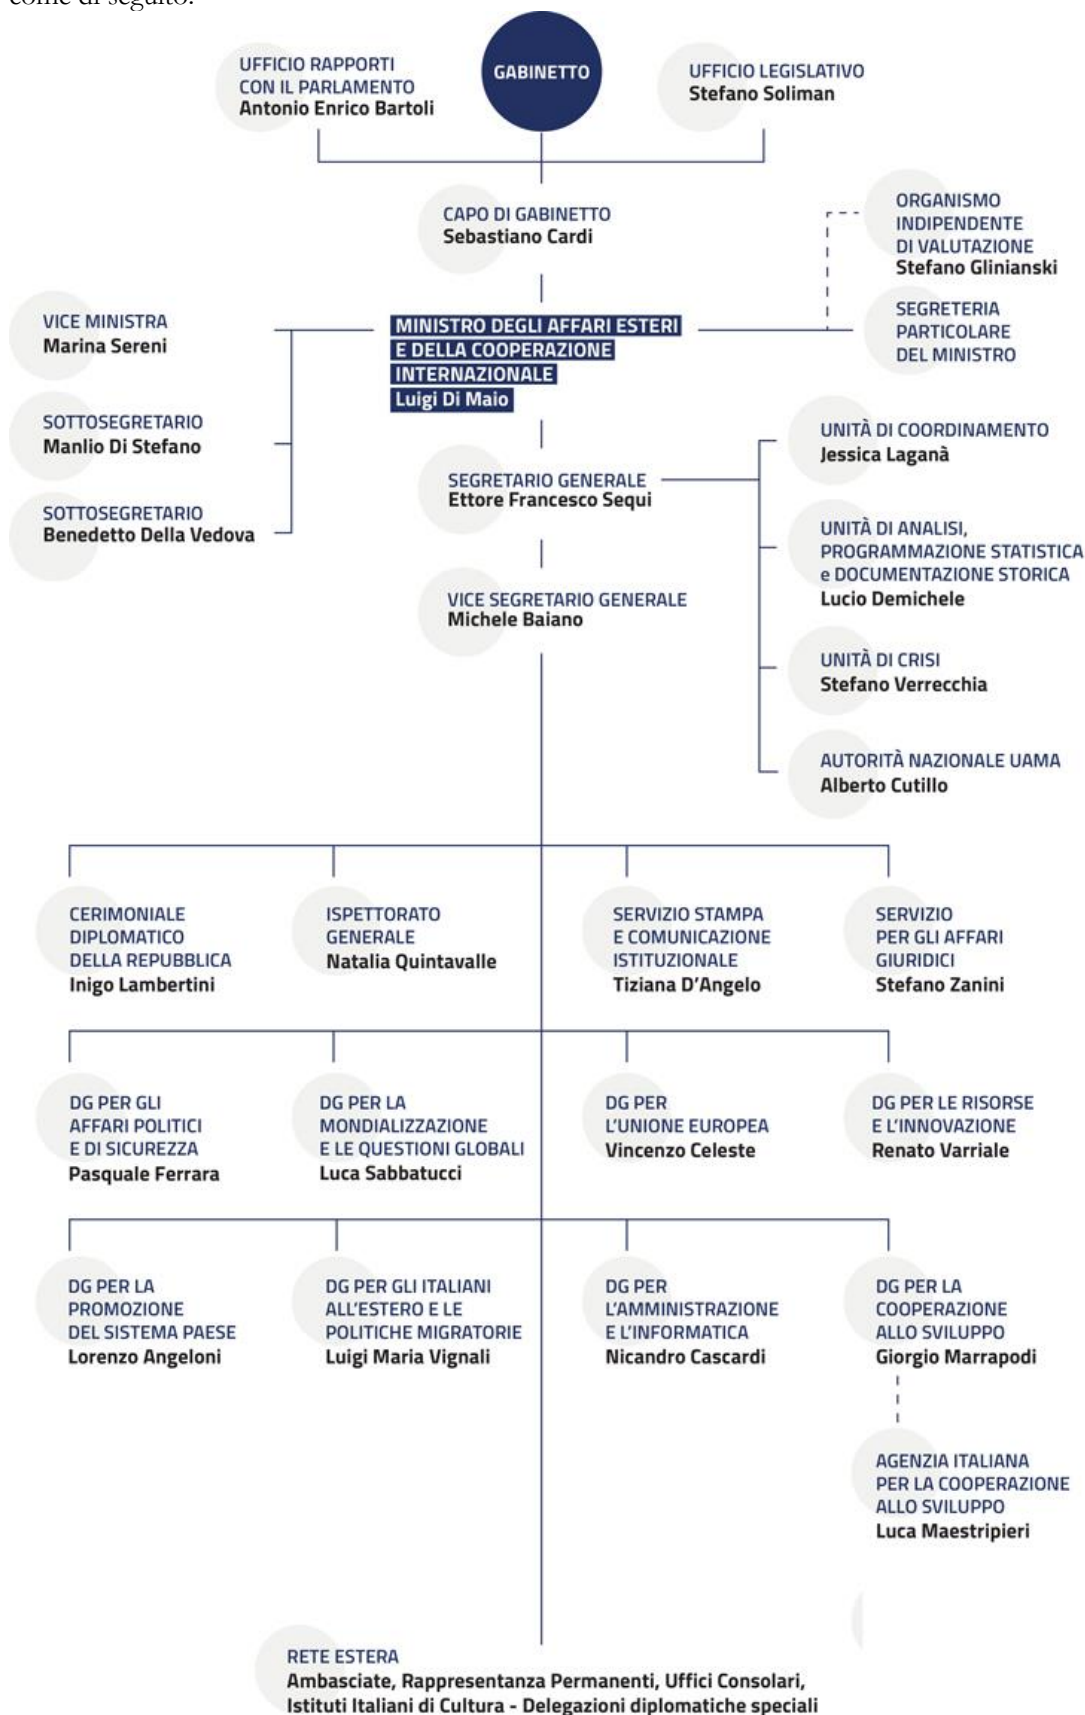 come di seguito:
UFFICIO RAPPORTI
CON IL PARLAMENTO
Antonio Enrico Bartoli
GABINETTO
UFFICIO LEGISLATIVO
Stefano Soliman
CAPO DI GABINETTO
Sebastiano Cardi
ORGANISMO
INDIPENDENTE
DI VALUTAZIONE
Stefano Glinianski
VICE MINISTRA
Marina Sereni
MINISTRO DEGLI AFFARI ESTERI
E DELLA COOPERAZIONE
INTERNAZIONALE
Luigi Di Maio
SEGRETERIA
PARTICOLARE
DEL MINISTRO
SOTTOSEGRETARIO
Manlio Di Stefano
SOTTOSEGRETARIO
Benedetto Della Vedova
SEGRETARIO GENERALE
Ettore Francesco Sequi
UNITÀ DI COORDINAMENTO
Jessica Laganà
UNITÀ DI ANALISI,
PROGRAMMAZIONE STATISTICA
e DOCUMENTAZIONE STORICA
Lucio Demichele
VICE SEGRETARIO GENERALE
Michele Baiano
UNITÀ DI CRISI
Stefano Verrecchia
AUTORITÀ NAZIONALE UAMA
Alberto Cutillo
CERIMONIALE
DIPLOMATICO
DELLA REPUBBLICA
Inigo Lambertini
ISPETTORATO
GENERALE
Natalia Quintavalle
SERVIZIO STAMPA
E COMUNICAZIONE
ISTITUZIONALE
Tiziana D'Angelo
SERVIZIO
PER GLI AFFARI
GIURIDICI
Stefano Zanini
DG PER GLI
AFFARI POLITICI
E DI SICUREZZA
Pasquale Ferrara
DG PER LA
MONDIALIZZAZIONE
E LE QUESTIONI GLOBALI
Luca Sabbatucci
DG PER
L'UNIONE EUROPEA
Vincenzo Celeste
DG PER LE RISORSE
E L'INNOVAZIONE
Renato Varriale
DG PER LA
PROMOZIONE
DEL SISTEMA PAESE
Lorenzo Angeloni
DG PER GLI ITALIANI
ALL'ESTERO E LE
POLITICHE MIGRATORIE
Luigi Maria Vignali
DG PER
L'AMMINISTRAZIONE
E L'INFORMATICA
Nicandro Cascardi
DG PER LA
COOPERAZIONE
ALLO SVILUPPO
Giorgio Marrapodi
AGENZIA ITALIANA
PER LA COOPERAZIONE
ALLO SVILUPPO
Luca Maestripieri
RETE ESTERA
Ambasciate, Rappresentanza Permanenti, Uffici Consolari,
Istituti Italiani di Cultura - Delegazioni diplomatiche speciali